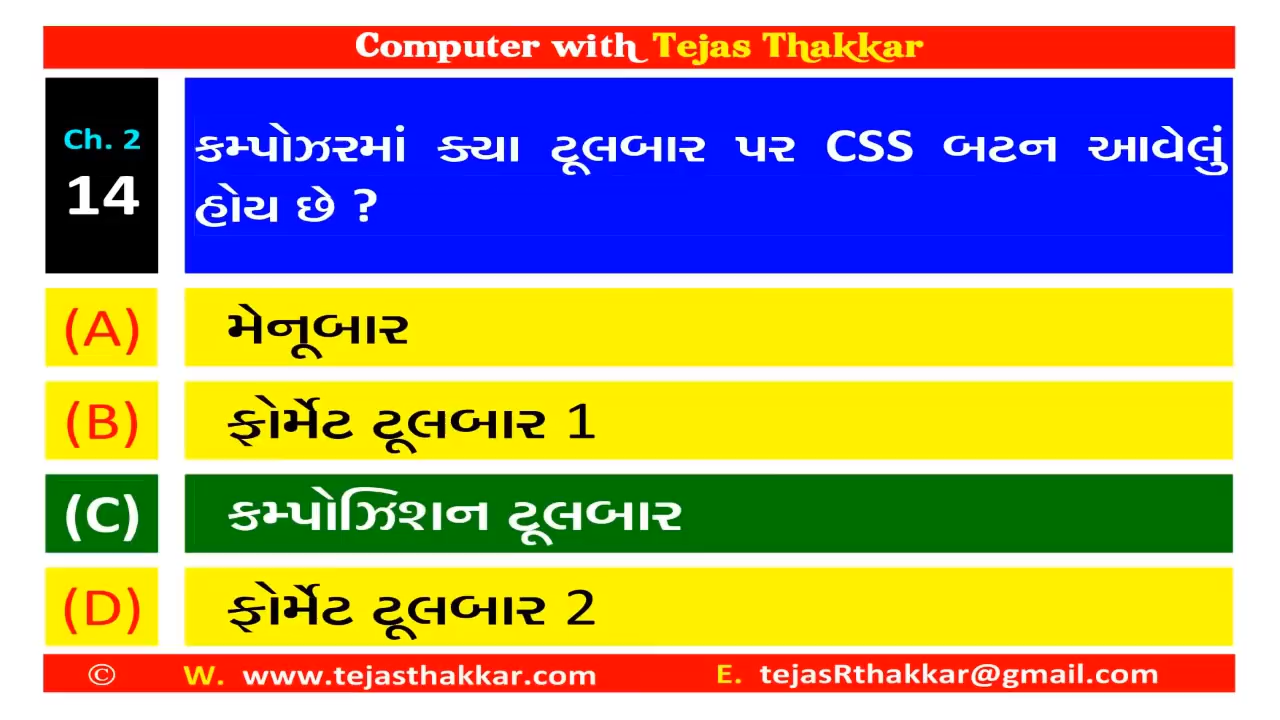 Computer with Tejas Thakkar
Ch. 2
14
કમ્પોઝરમાં ક્યા ટૂલબાર પર CSS બટન આવેલું
હોય છે ?
(A) મેનૂબાર
(B) ફોર્મેટ ટૂલબાર 1
(C) કમ્પોઝિશન ટૂલબાર
(D) ફોર્મેટ ટૂલબાર 2
© W. www.tejasthakkar.com E. tejasRthakkar@gmail.com